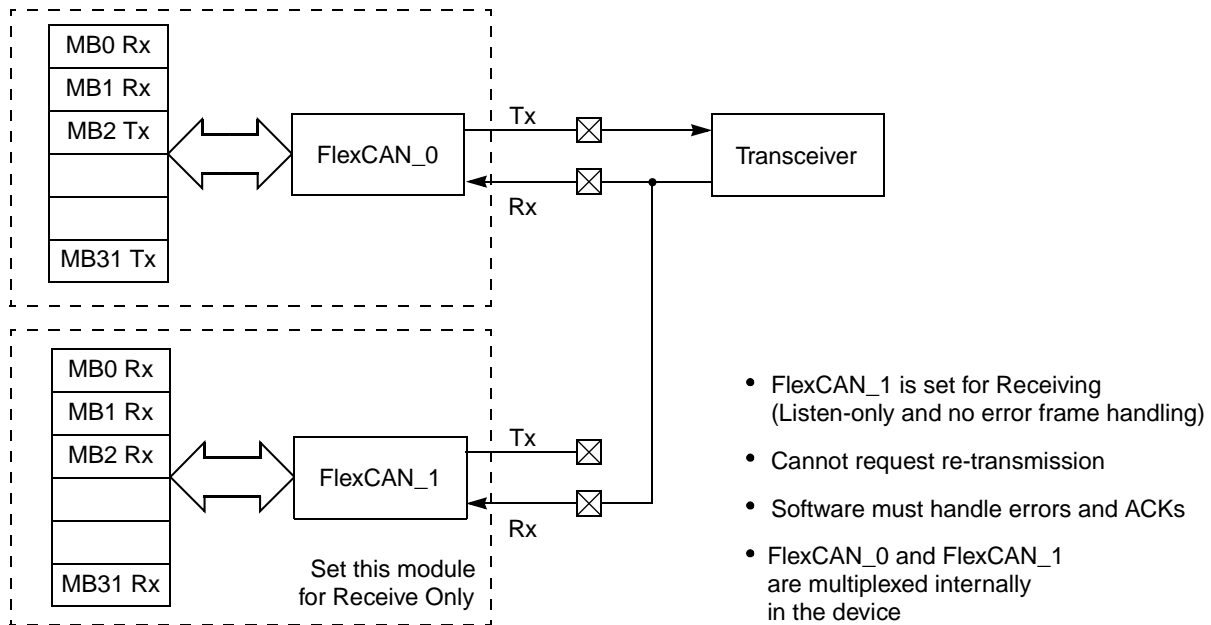 MB0 Rx
MB1 Rx
MB2 Tx
MB31 Tx
FlexCAN_0
Tx
Rx
Transceiver
MB0 Rx
MB1 Rx
MB2 Rx
MB31 Rx
FlexCAN_1
Tx
Rx
Set this module
for Receive Only
• FlexCAN_1 is set for Receiving
(Listen-only and no error frame handling)
• Cannot request re-transmission
• Software must handle errors and ACKs
• FlexCAN_0 and FlexCAN_1
are multiplexed internally
in the device